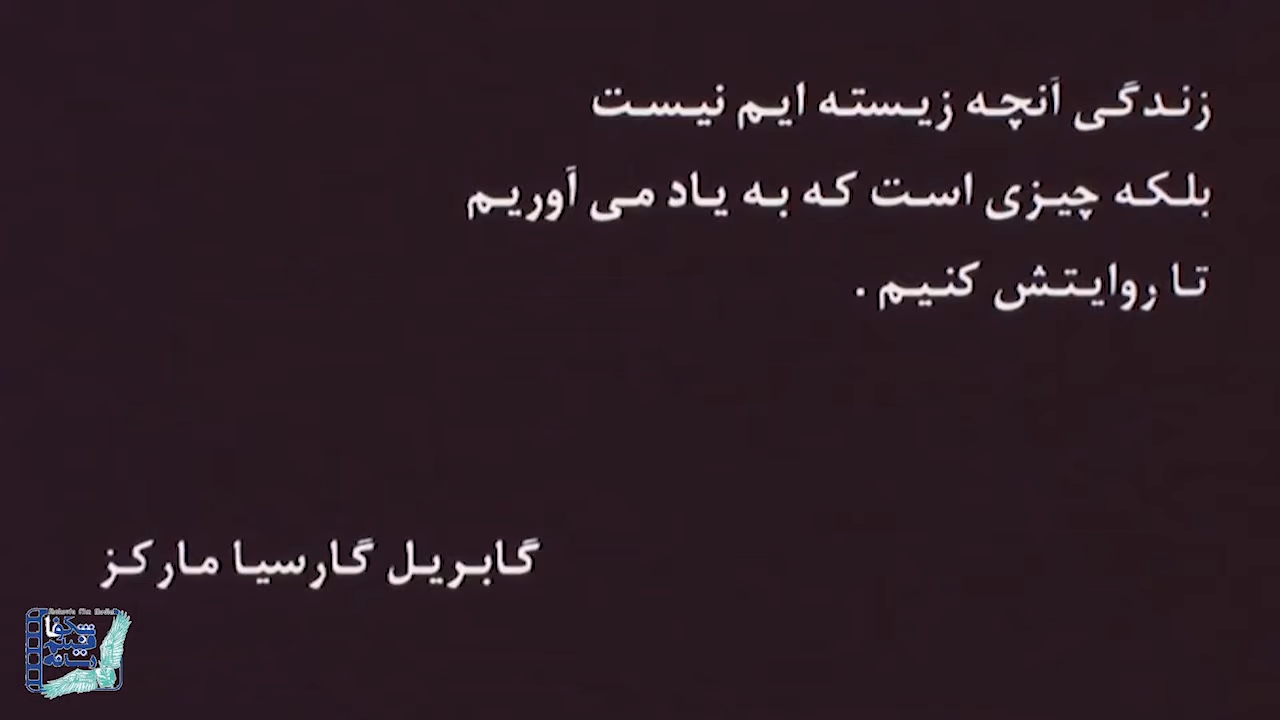 زندگی آنچه زیسته ایم نیست
بلکه چیزی است که به یاد می آوریم
تا روایتش کنیم .
گابریل گارسیا مارکز